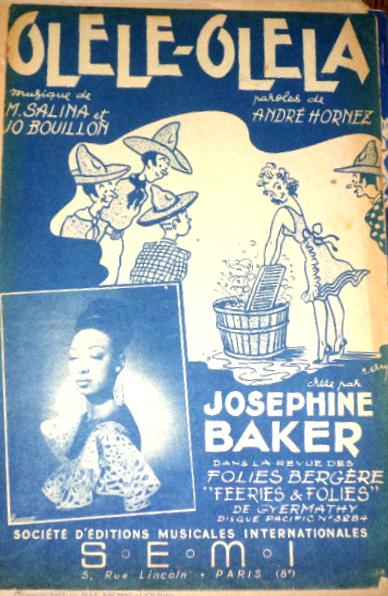 OLELE-OLELA
musique de
M. SALINA et
JO BOUILLON
paroles de
ANDRÉ HORNEZ
créée par
JOSEPHINE
BAKER
DANS LA REVUE DES
FOLIES BERGÈRE
"FÉERIES & FOLIES"
DE GYERMATHY
DISQUE PACIFIC N° 3284
SOCIÉTÉ D'ÉDITIONS MUSICALES INTERNATIONALES
S.E.M.I
5, Rue Lincoln • PARIS (8e)